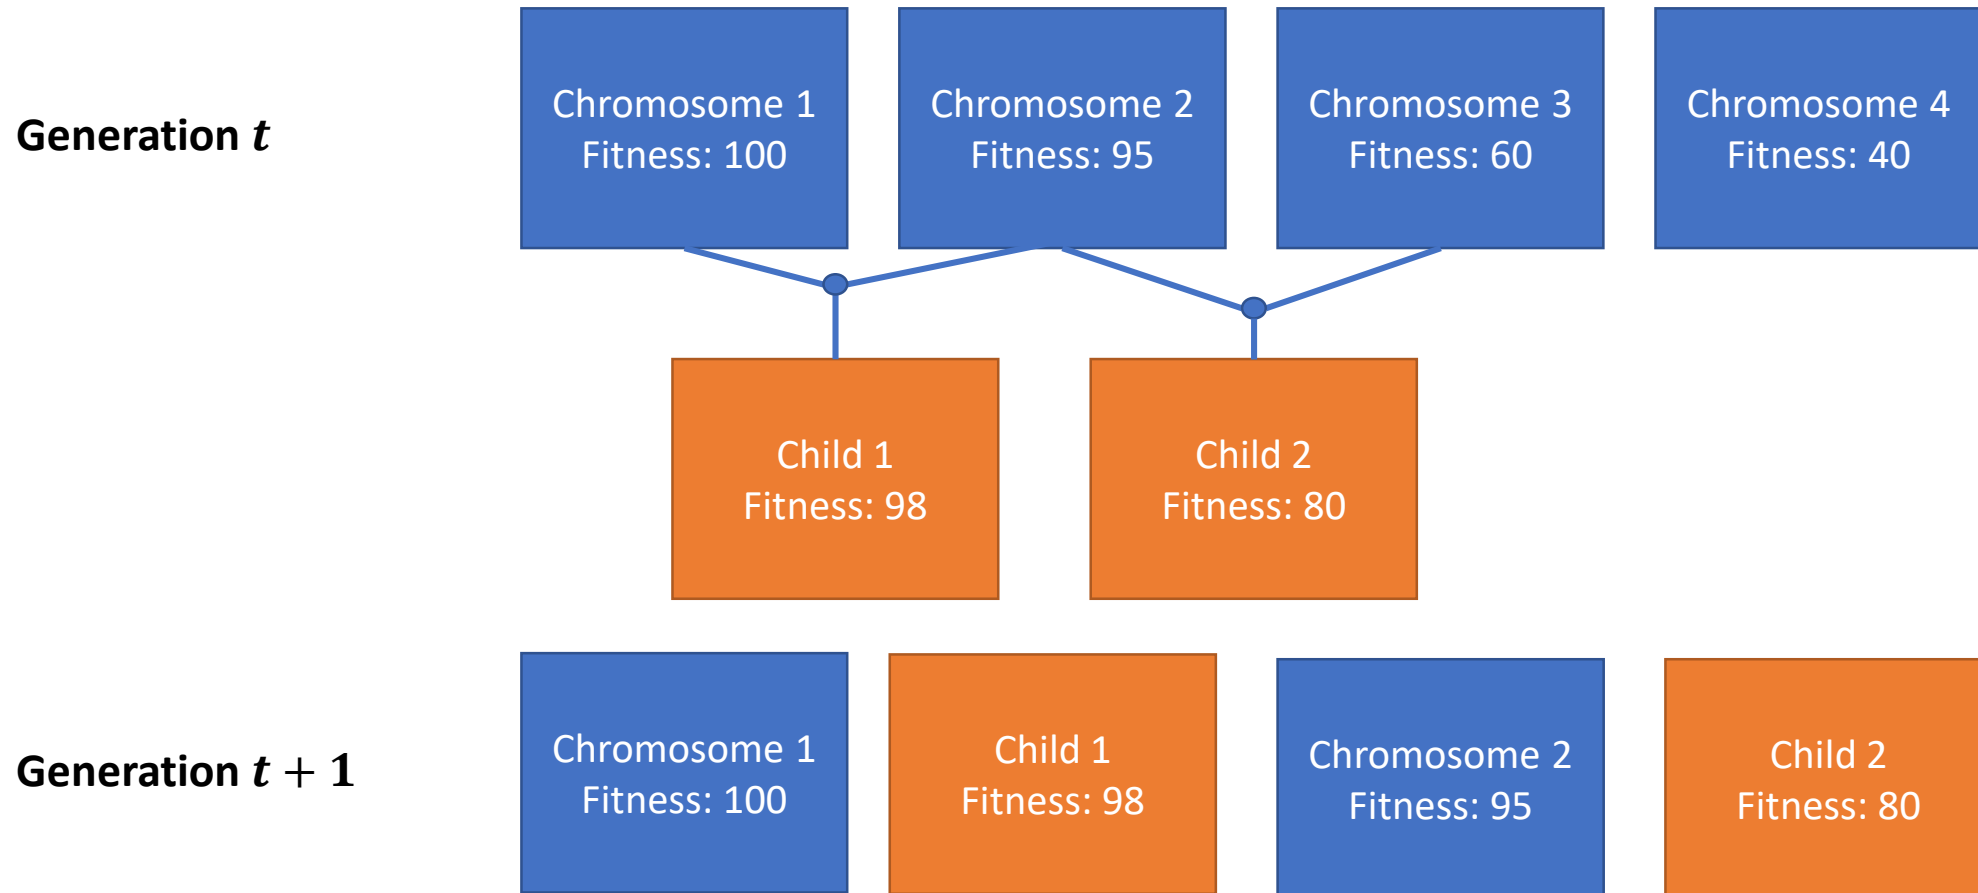 Generation t
Chromosome 1
Fitness: 100
Chromosome 2
Fitness: 95
Chromosome 3
Fitness: 60
Chromosome 4
Fitness: 40
Child 1
Fitness: 98
Child 2
Fitness: 80
Generation t + 1
Chromosome 1
Fitness: 100
Child 1
Fitness: 98
Chromosome 2
Fitness: 95
Child 2
Fitness: 80